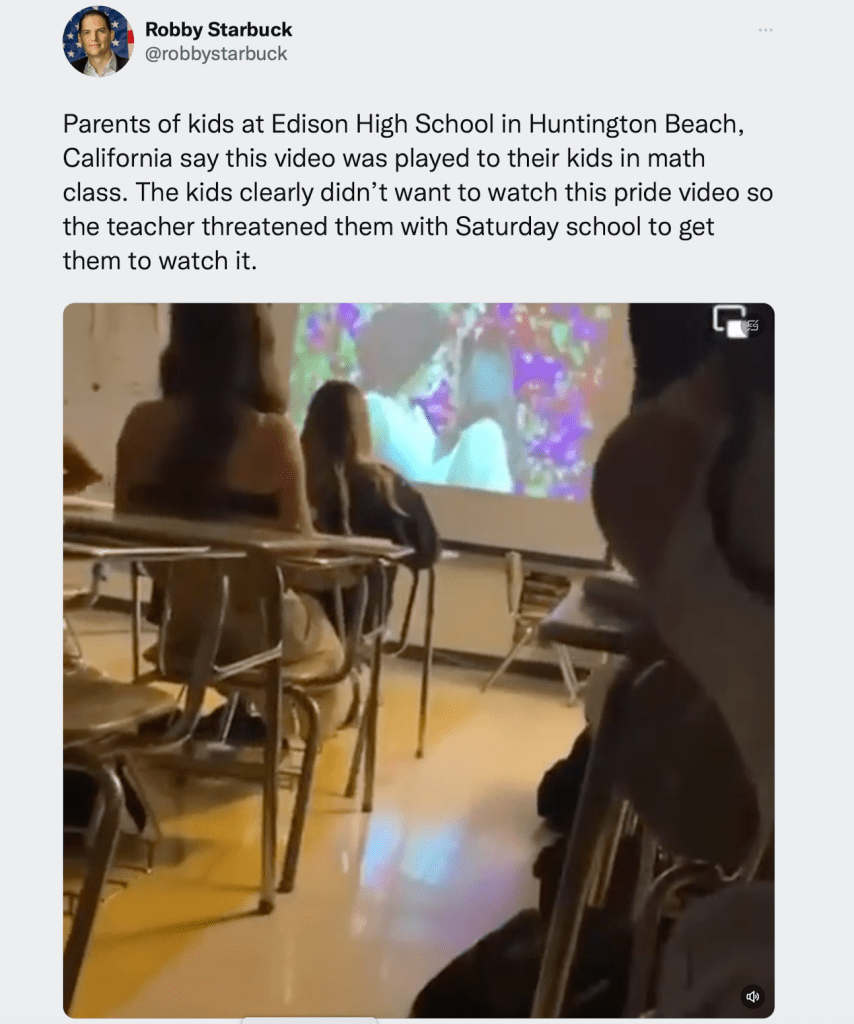 Robby Starbuck
@robbystarbuck
Parents of kids at Edison High School in Huntington Beach,
California say this video was played to their kids in math
class. The kids clearly didn’t want to watch this pride video so
the teacher threatened them with Saturday school to get
them to watch it.